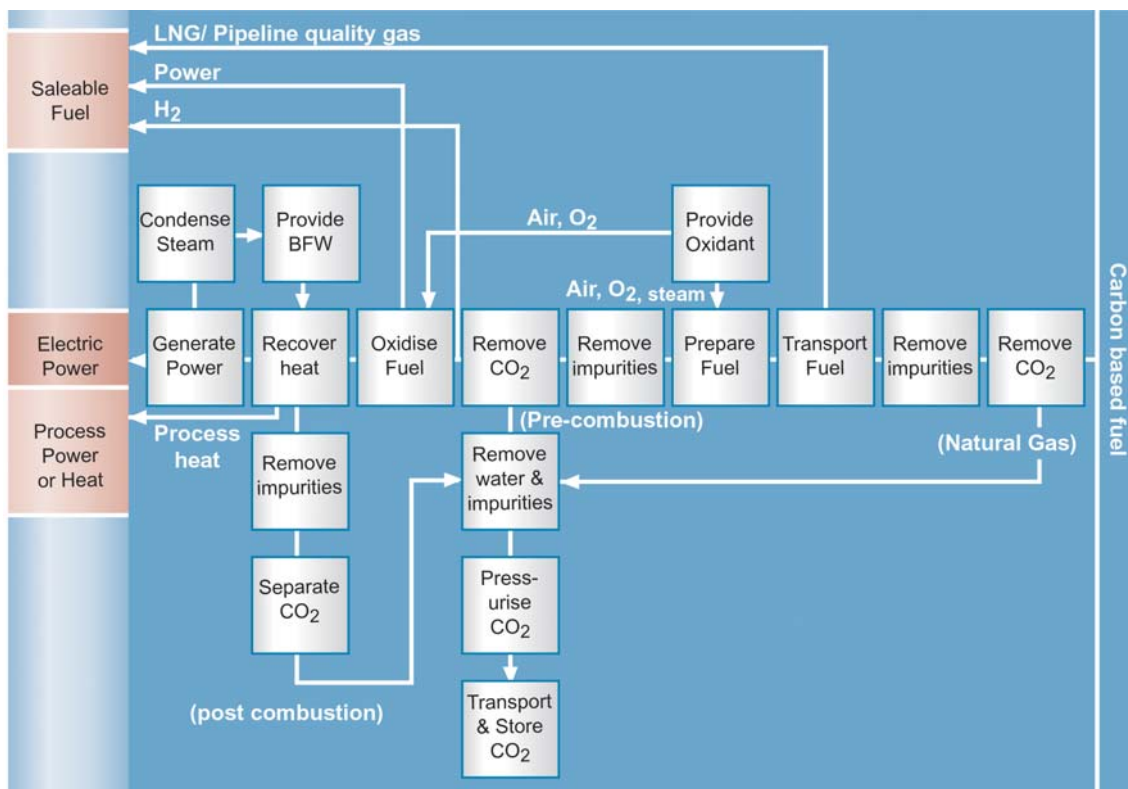 LNG/ Pipeline quality gas
Saleable
Fuel
Power
H2
Condense
Steam
Provide
BFW
Air, O2
Provide
Oxidant
Air, O2, steam
Electric
Power
Generate
Power
Recover
heat
Oxidise
Fuel
Remove
CO2
Remove
impurities
Prepare
Fuel
Transport
Fuel
Remove
impurities
Remove
CO2
Carbon based fuel
Process
Power
or Heat
Process
heat
(Pre-combustion)
(Natural Gas)
Remove
impurities
Remove
water &
impurities
Separate
CO2
Press-
urise
CO2
(post combustion)
Transport
& Store
CO2